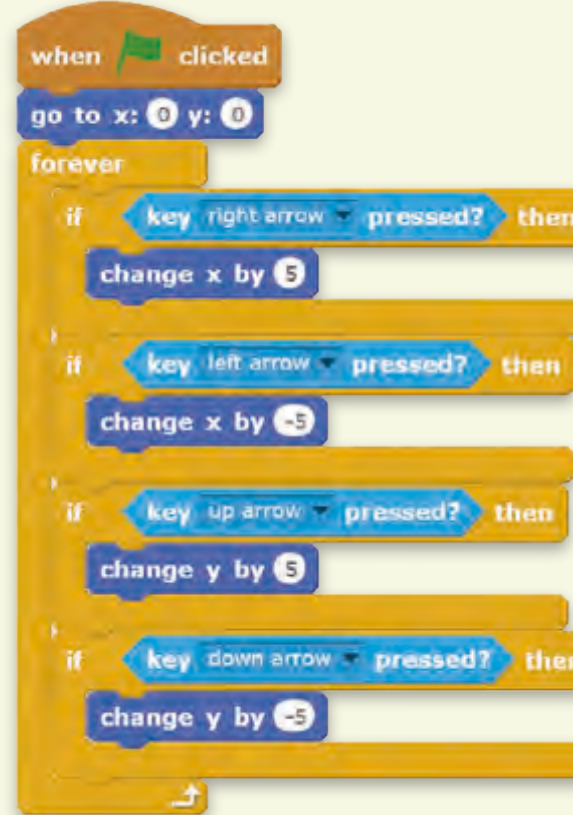 when clicked
go to x: 0 y: 0
forever
if key right arrow pressed? then
change x by 5
if key left arrow pressed? then
change x by -5
if key up arrow pressed? then
change y by 5
if key down arrow pressed? then
change y by -5